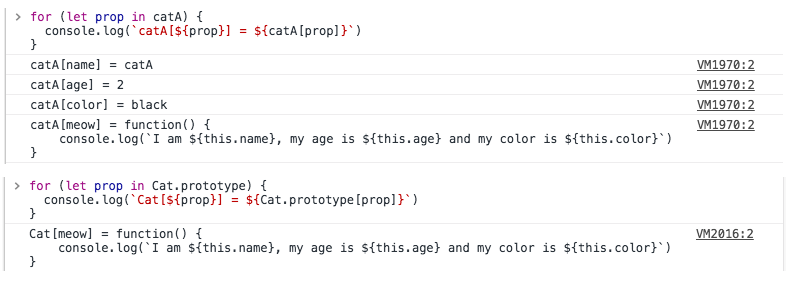 > for (let prop in catA) {
console.log(`catA[${prop}] = ${catA[prop]}`)
}
catA[name] = catA VM1970:2
catA[age] = 2 VM1970:2
catA[color] = black VM1970:2
catA[meow] = function() { VM1970:2
console.log(`I am ${this.name}, my age is ${this.age} and my color is ${this.color}`)
}
> for (let prop in Cat.prototype) {
console.log(`Cat[${prop}] = ${Cat.prototype[prop]}`)
}
Cat[meow] = function() { VM2016:2
console.log(`I am ${this.name}, my age is ${this.age} and my color is ${this.color}`)
}